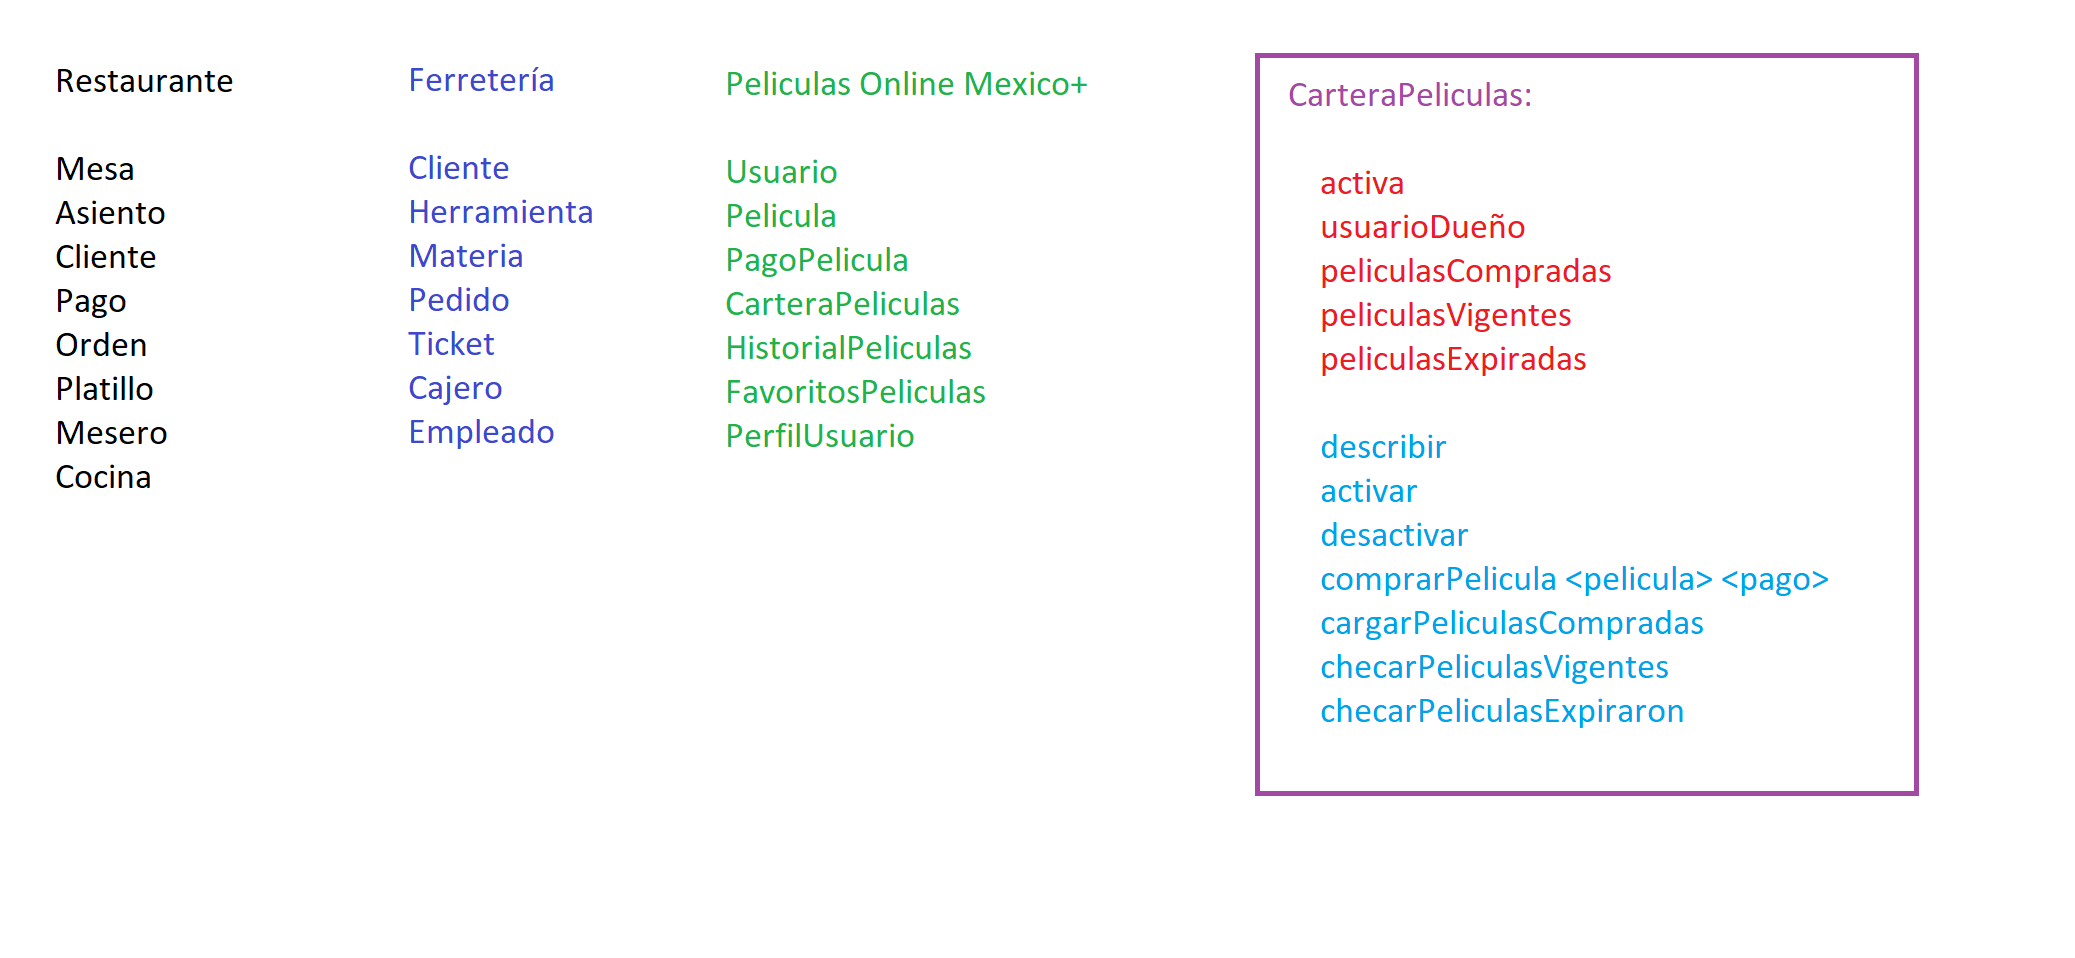 Restaurante
Mesa
Asiento
Cliente
Pago
Orden
Platillo
Mesero
Cocina
Ferretería
Cliente
Herramienta
Materia
Pedido
Ticket
Cajero
Empleado
Peliculas Online Mexico+
Usuario
Pelicula
PagoPelicula
CarteraPeliculas
HistorialPeliculas
FavoritosPeliculas
PerfilUsuario
CarteraPeliculas:
activa
usuarioDueño
peliculasCompradas
peliculasVigentes
peliculasExpiradas
describir
activar
desactivar
comprarPelicula <pelicula> <pago>
cargarPeliculasCompradas
checarPeliculasVigentes
checarPeliculasExpiraron